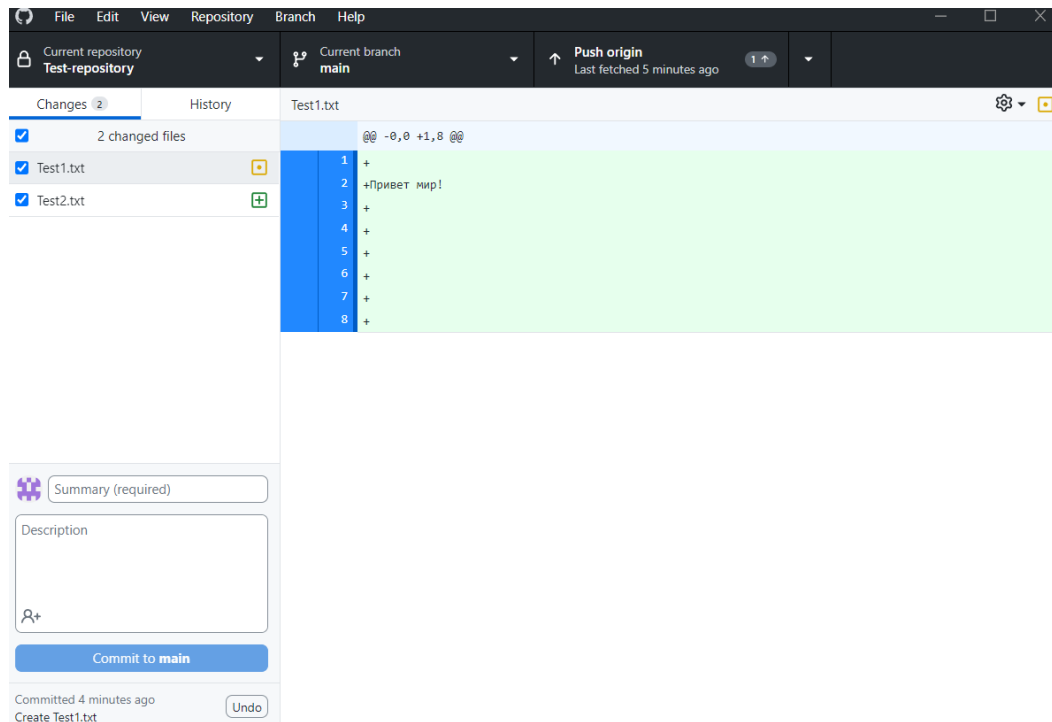 File Edit View Repository Branch Help
Current repository
Test-repository
Current branch
main
Push origin
Last fetched 5 minutes ago
1
Changes 2
History
Test1.txt
2 changed files
Test1.txt
Test2.txt
@@ -0,0 +1,8 @@
1 +
2 +Привет мир!
3 +
4 +
5 +
6 +
7 +
8 +
Summary (required)
Description
Commit to main
Committed 4 minutes ago
Create Test1.txt
Undo